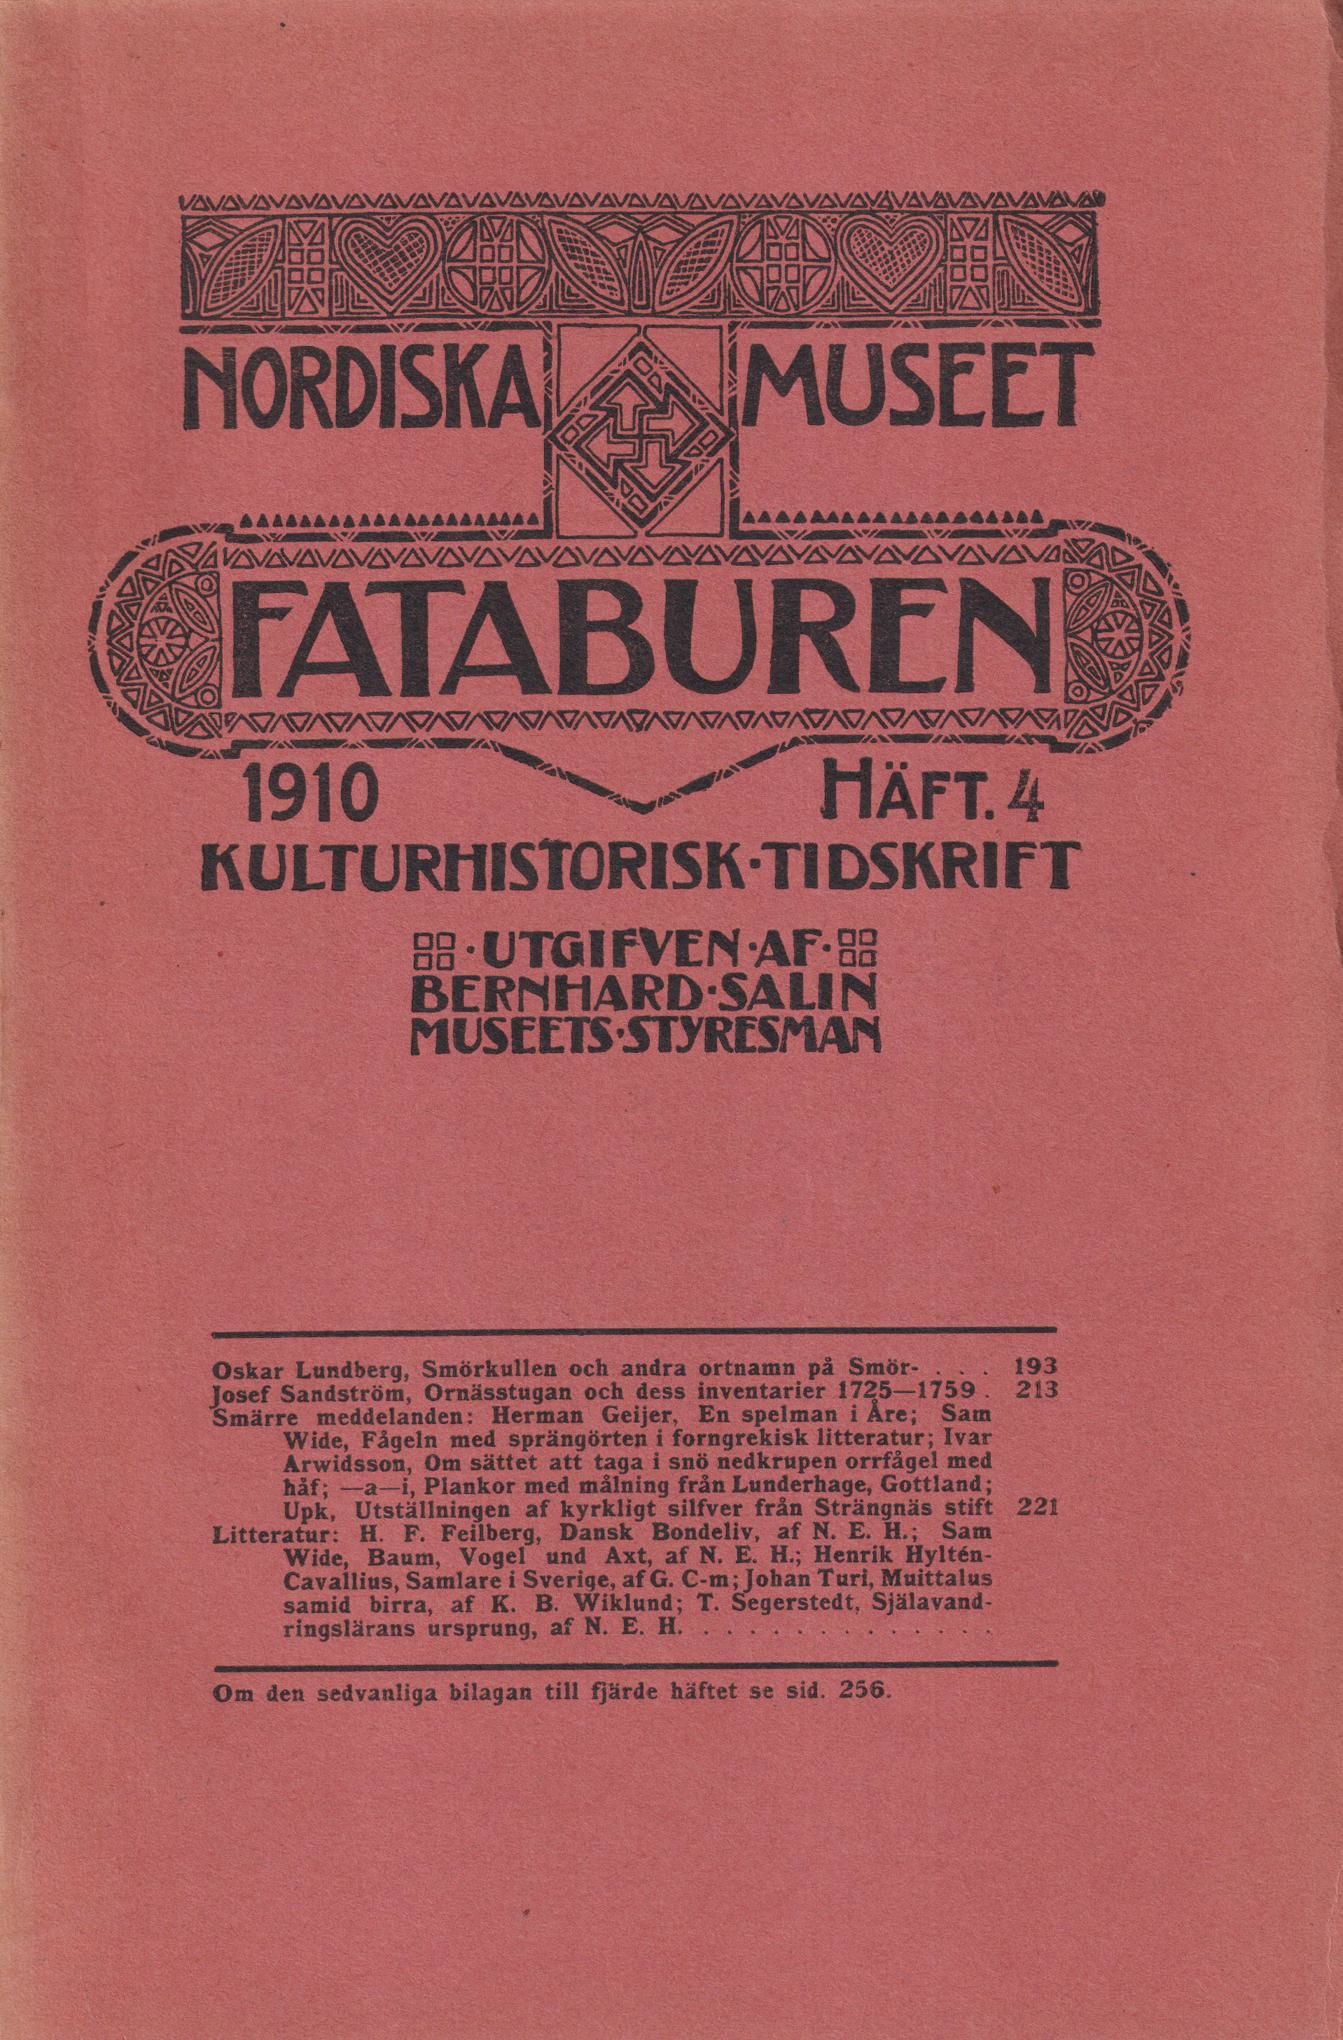 NORDISKA MUSEET
FATABUREN
1910 HÄFT. 4
KULTURHISTORISK·TIDSKRIFT
·UTGIFVEN·AF·
BERNHARD·SALIN
MUSEETS·STYRESMAN
Oskar Lundberg, Smörkullen och andra ortnamn på Smör- . . . 193
Josef Sandström, Ornässtugan och dess inventarier 1725—1759 . 213
Smärre meddelanden: Herman Geijer, En spelman i Åre; Sam
Wide, Fågeln med sprängörten i forngrekisk litteratur; Ivar
Arwidsson, Om sättet att taga i snö nedkrupen orrfågel med
håf; —a—i, Plankor med målning från Lunderhage, Gottland;
Upk, Utställningen af kyrkligt silfver från Strängnäs stift 221
Litteratur: H. F. Feilberg, Dansk Bondeliv, af N. E. H.; Sam
Wide, Baum, Vogel und Axt, af N. E. H.; Henrik Hyltén-
Cavallius, Samlare i Sverige, af G. C-m; Johan Turi, Muittalus
samid birra, af K. B. Wiklund; T. Segerstedt, Själavand-
ringslärans ursprung, af N. E. H. . . . . . . . . . . . . . .
Om den sedvanliga bilagan till fjärde häftet se sid. 256.